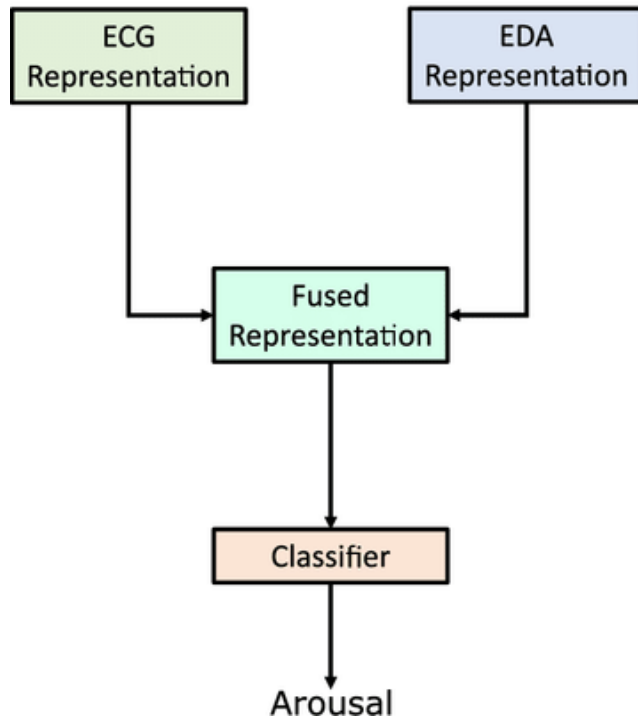 ECG
Representation
EDA
Representation
Fused
Representation
Classifier
Arousal